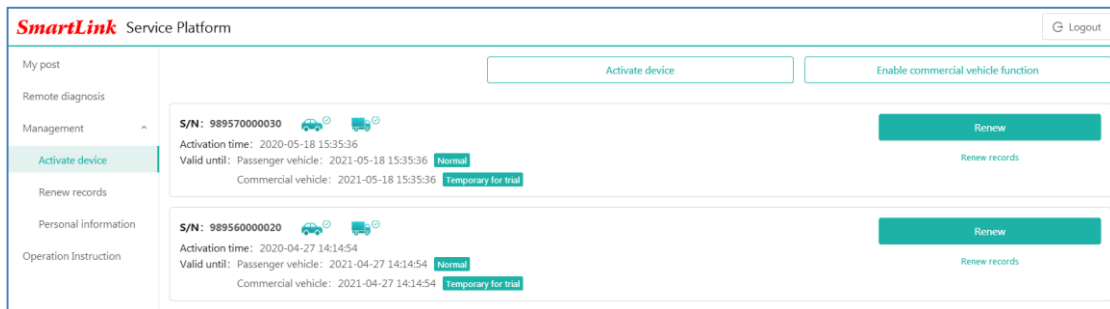 SmartLink Service Platform
Logout
My post
Remote diagnosis
Management
Activate device
Renew records
Personal information
Operation Instruction
Activate device
Enable commercial vehicle function
S/N: 989570000030
Activation time: 2020-05-18 15:35:36
Valid until: Passenger vehicle: 2021-05-18 15:35:36 Normal
Commercial vehicle: 2021-05-18 15:35:36 Temporary for trial
Renew
Renew records
S/N: 989560000020
Activation time: 2020-04-27 14:14:54
Valid until: Passenger vehicle: 2021-04-27 14:14:54 Normal
Commercial vehicle: 2021-04-27 14:14:54 Temporary for trial
Renew
Renew records